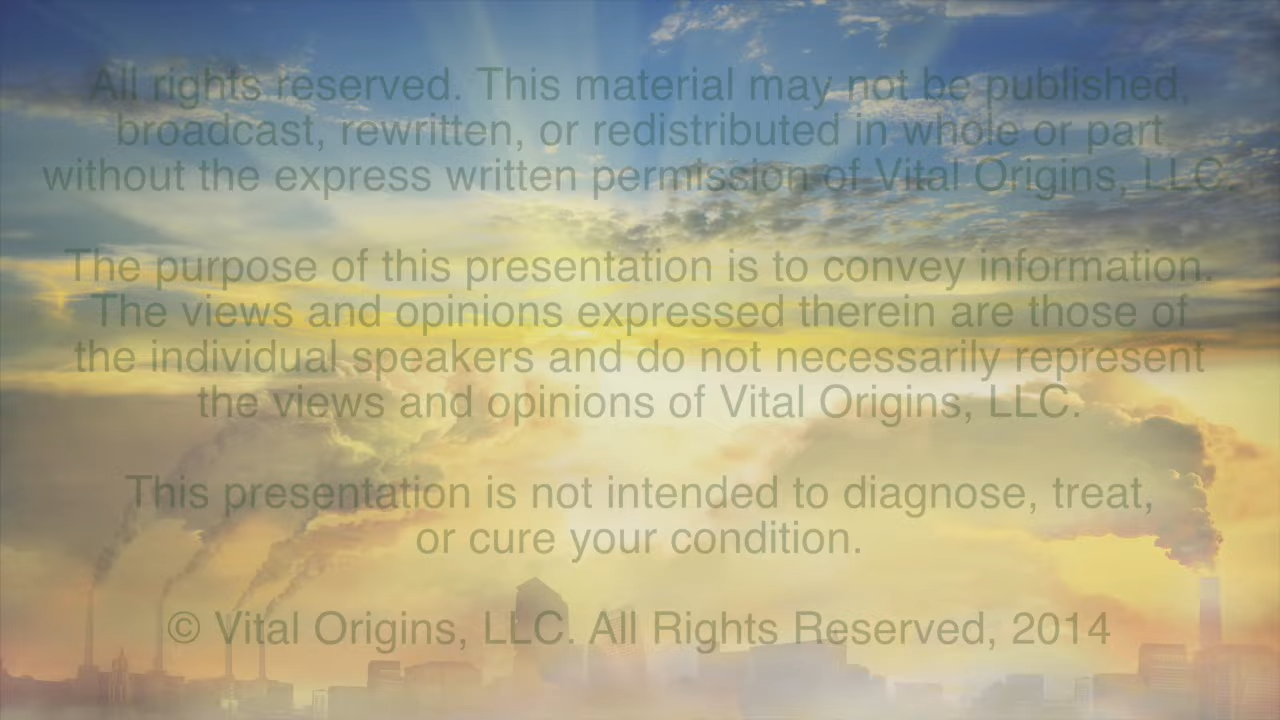 All rights reserved. This material may not be published,
broadcast, rewritten, or redistributed in whole or part
without the express written permission of Vital Origins, LLC.
The purpose of this presentation is to convey information.
The views and opinions expressed therein are those of
the individual speakers and do not necessarily represent
the views and opinions of Vital Origins, LLC.
This presentation is not intended to diagnose, treat,
or cure your condition.
© Vital Origins, LLC. All Rights Reserved, 2014